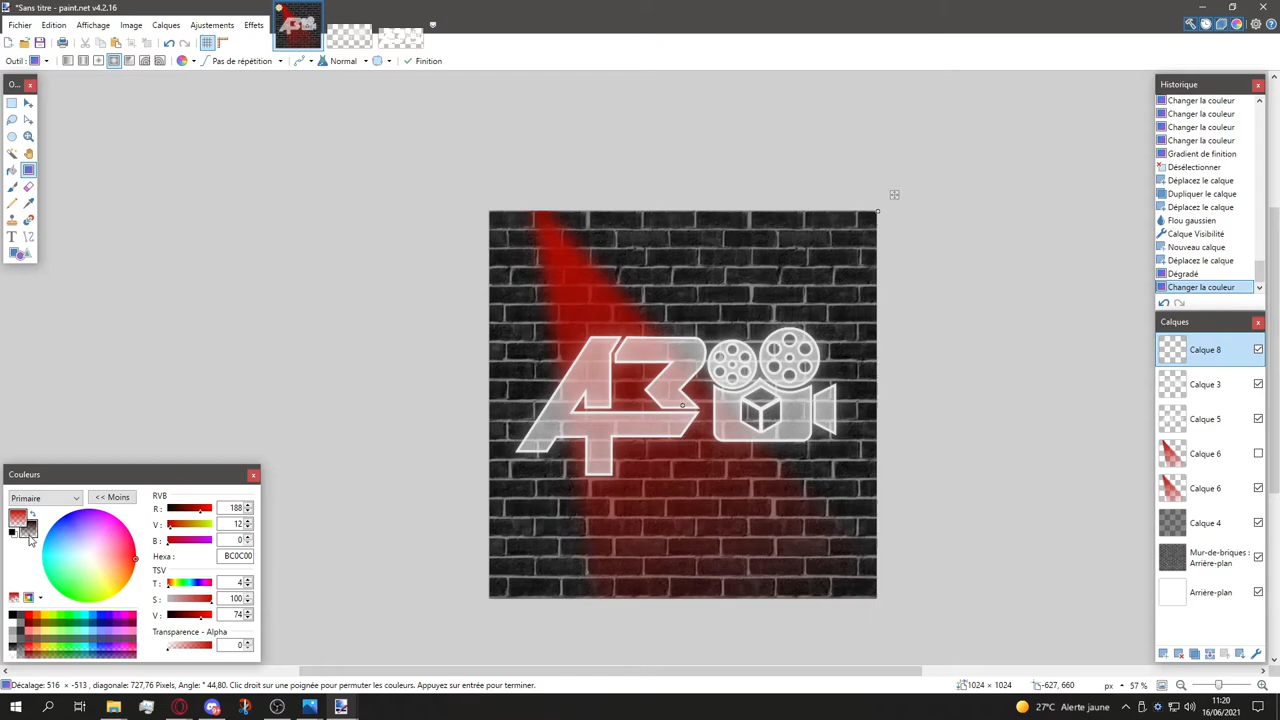 *Sans titre - paint.net v4.2.16
Fichier Edition Affichage Image Calques Ajustements Effets
Outil : Pas de répétition Normal Finition
O...
Historique
Changer la couleur
Changer la couleur
Changer la couleur
Changer la couleur
Gradient de finition
Désélectionner
Déplacez le calque
Dupliquer le calque
Déplacez le calque
Flou gaussien
Calque Visibilité
Nouveau calque
Déplacez le calque
Dégradé
Changer la couleur
Calques
Calque 8
Calque 3
Calque 5
Calque 6
Calque 6
Calque 4
Mur-de-briques :
Arrière-plan
Arrière-plan
Couleurs
Primaire << Moins
RVB
R : 188
V : 12
B : 0
Hexa : BC0C00
TSV
T : 4
S : 100
V : 74
Transparence - Alpha
0
Décalage: 516 × -513, diagonale: 727,76 Pixels, Angle ° 44,80. Clic droit sur une poignée pour permuter les couleurs. Appuyez sur entrée pour terminer.
1024 × 1024 -627, 660 px 57 %
27°C Alerte jaune
11:20
16/06/2021